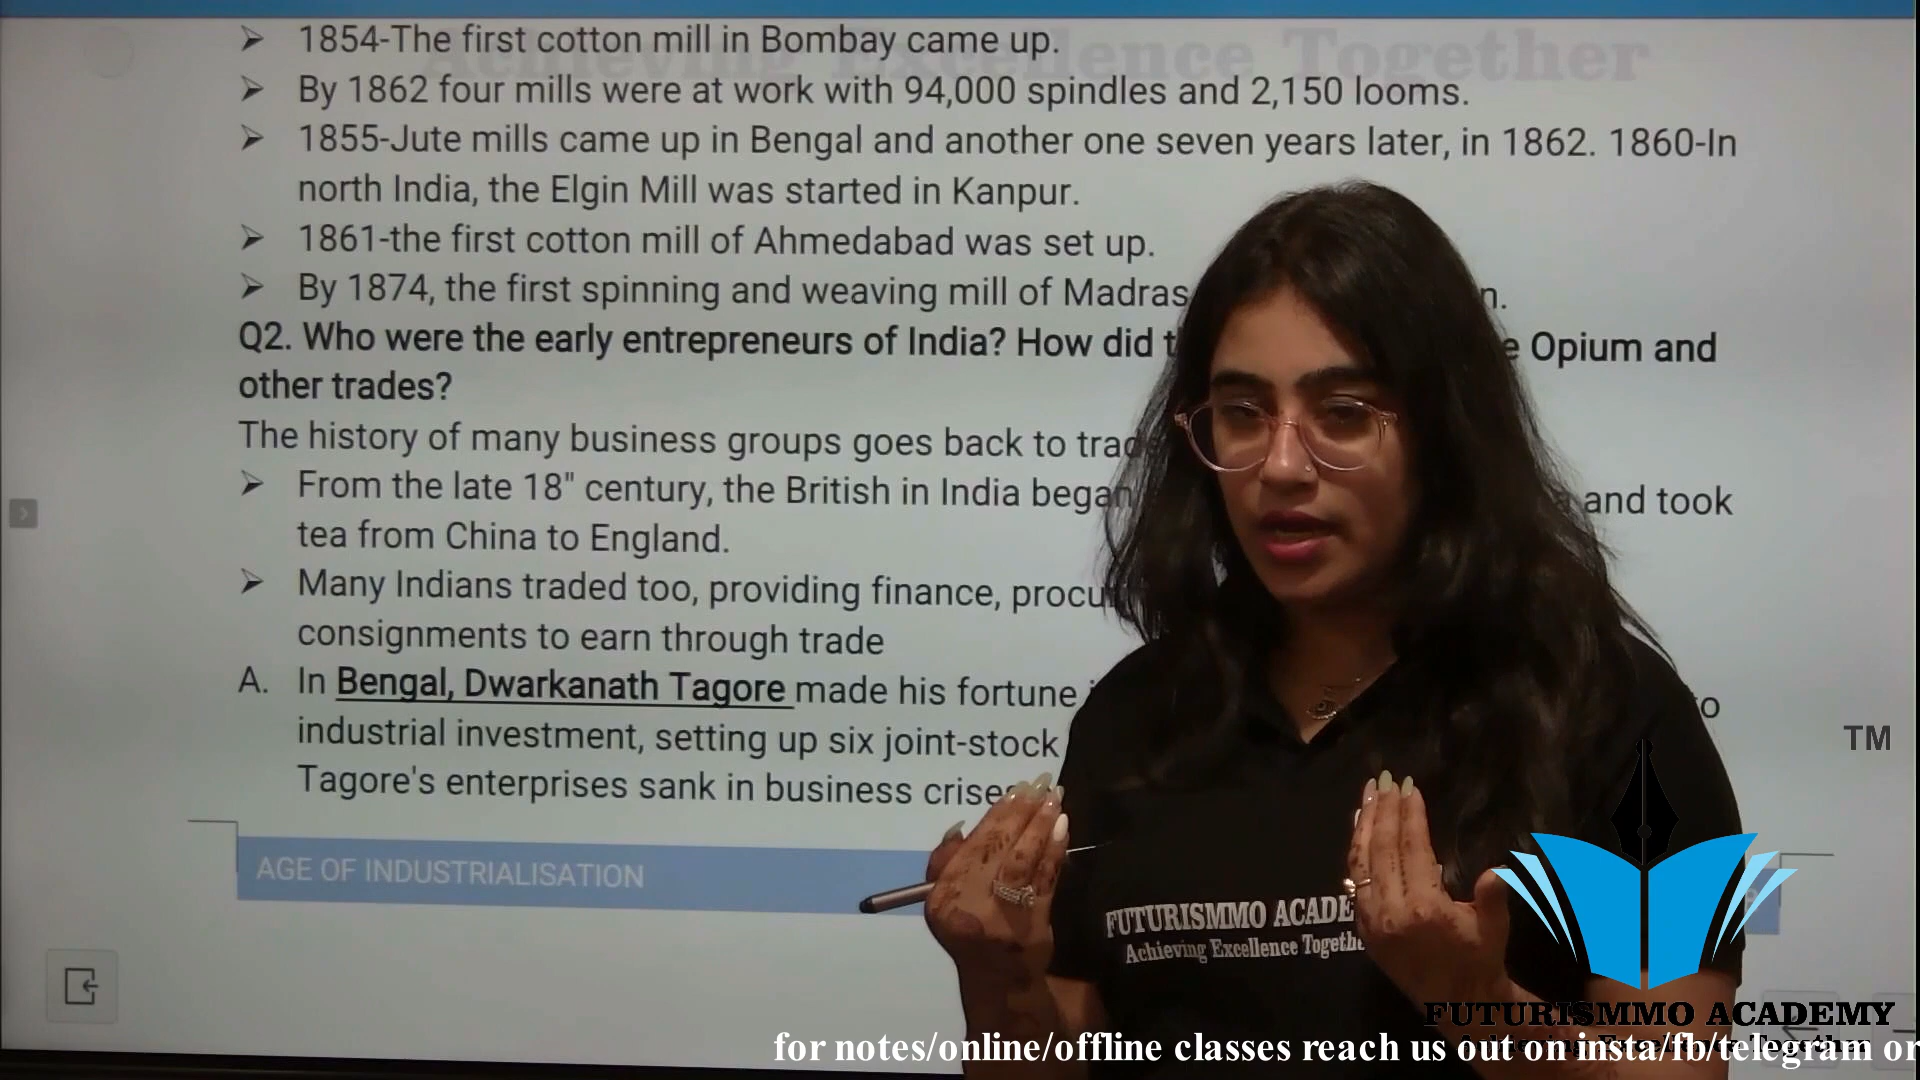 Achieving Excellence Together
➢ 1854-The first cotton mill in Bombay came up.
➢ By 1862 four mills were at work with 94,000 spindles and 2,150 looms.
➢ 1855-Jute mills came up in Bengal and another one seven years later, in 1862. 1860-In
north India, the Elgin Mill was started in Kanpur.
➢ 1861-the first cotton mill of Ahmedabad was set up.
➢ By 1874, the first spinning and weaving mill of Madras
Q2. Who were the early entrepreneurs of India? How did Opium and
other trades?
The history of many business groups goes back to
➢ From the late 18" century, the British in India began and took
tea from China to England.
➢ Many Indians traded too, providing finance,
consignments to earn through trade
A. In Bengal, Dwarkanath Tagore made his fortune
industrial investment, setting up six joint-stock
Tagore's enterprises sank in business
AGE OF INDUSTRIALISATION
FUTURISMMO
Achieving Excellence
TM
FUTURISMMO ACADEMY
for notes/online/offline classes reach us out on insta/fb/telegram or